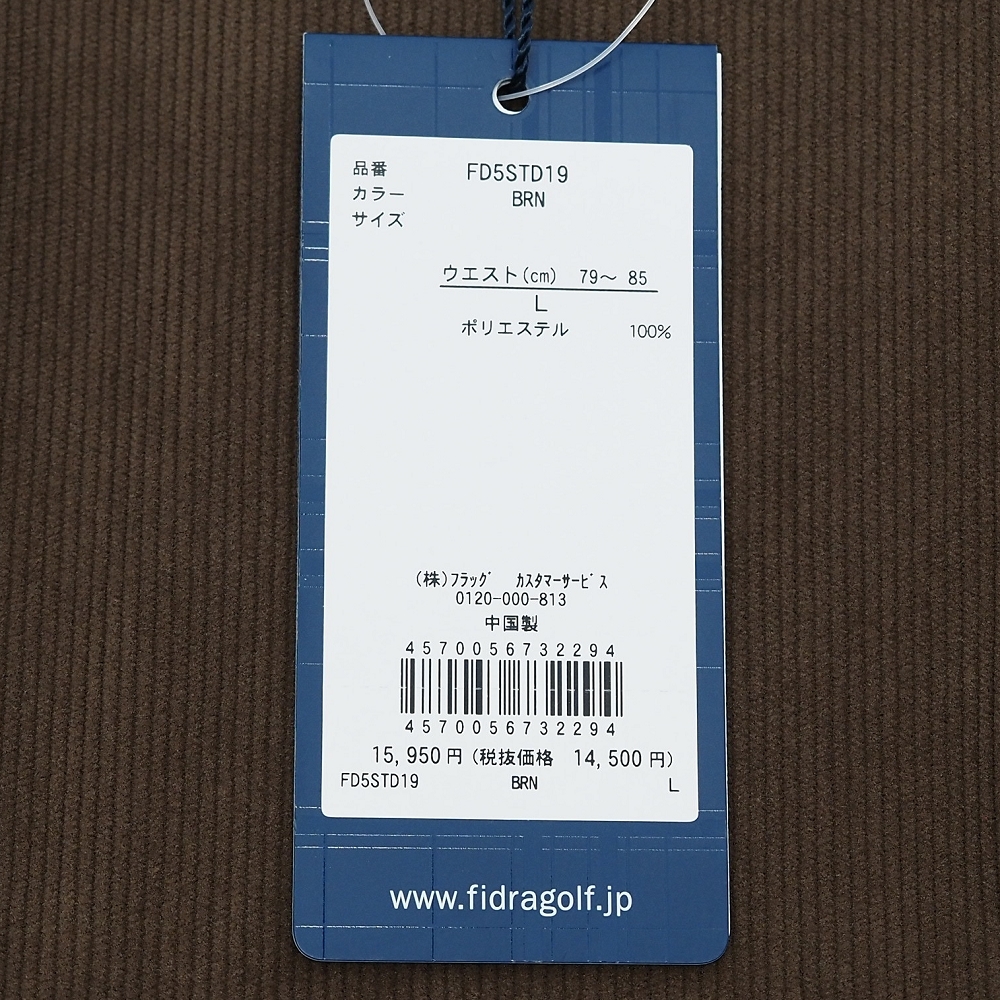 品番 FD5STD19
カラー BRN
サイズ
ウエスト(cm) 79〜 85
L
ポリエステル 100%
(株)ﾌﾗｯｸﾞ ｶｽﾀﾏｰｻｰﾋﾞｽ
0120-000-813
中国製
4570056732294
4570056732294
15,950円 (税抜価格 14,500円)
FD5STD19 BRN L
www.fidragolf.jp